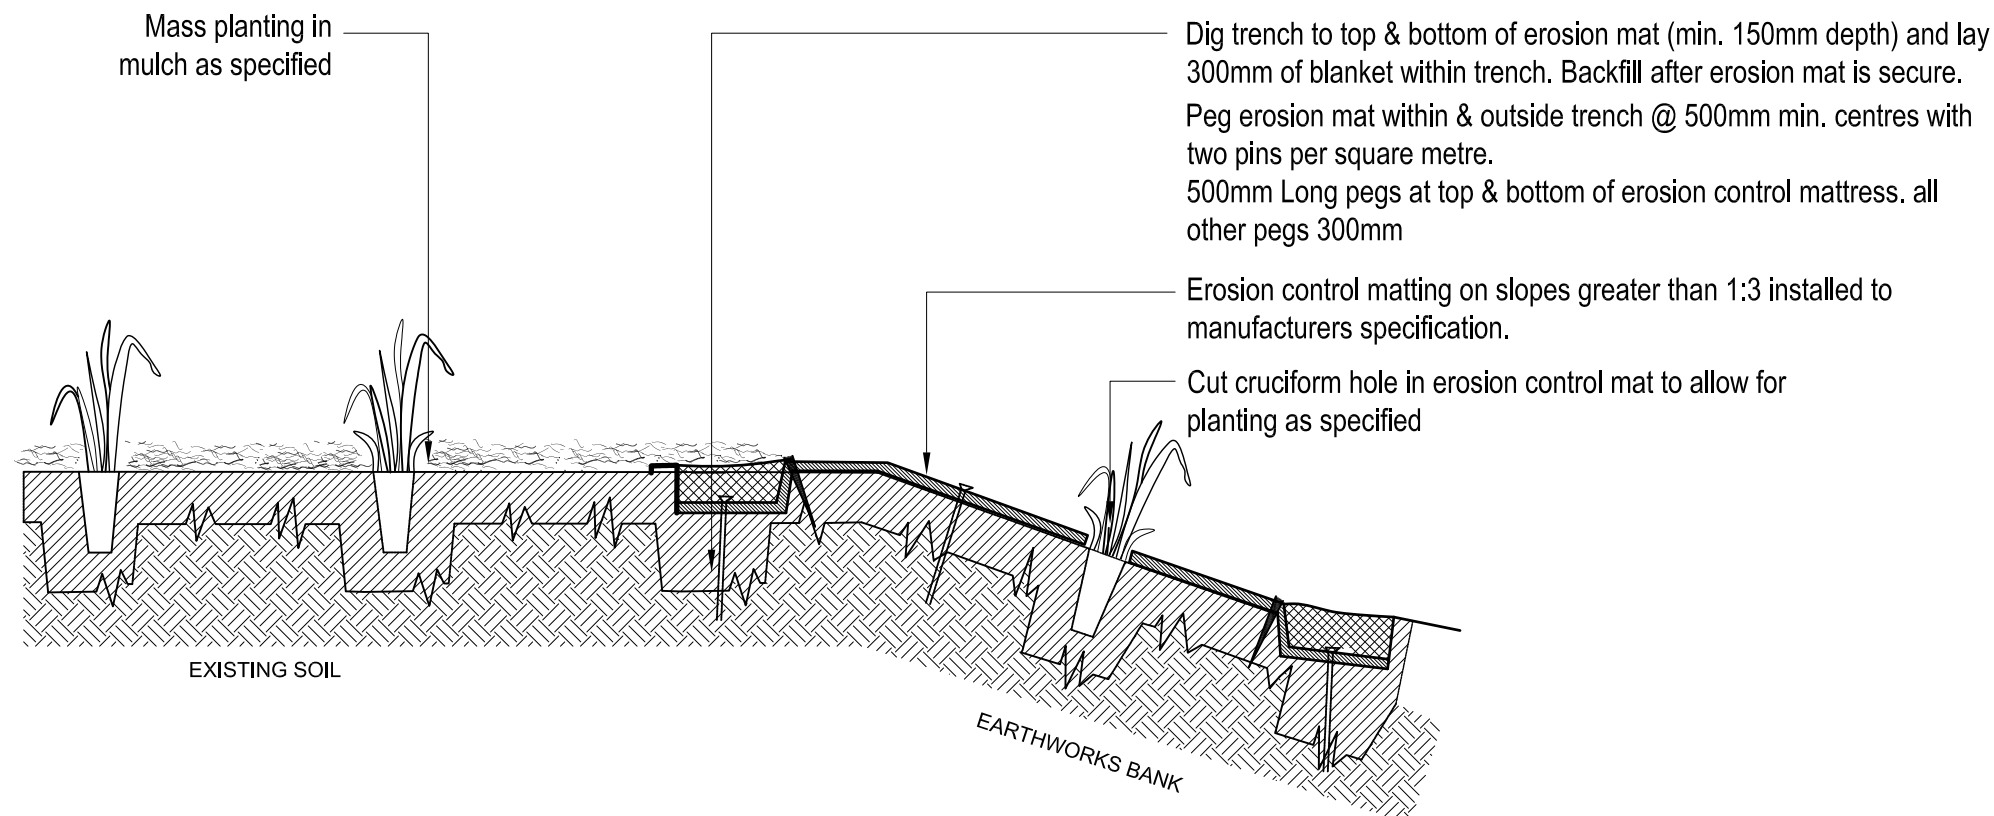 Mass planting in
mulch as specified
Dig trench to top & bottom of erosion mat (min. 150mm depth) and lay
300mm of blanket within trench. Backfill after erosion mat is secure.
Peg erosion mat within & outside trench @ 500mm min. centres with
two pins per square metre.
500mm Long pegs at top & bottom of erosion control mattress. all
other pegs 300mm
Erosion control matting on slopes greater than 1:3 installed to
manufacturers specification.
Cut cruciform hole in erosion control mat to allow for
planting as specified
EXISTING SOIL
EARTHWORKS BANK